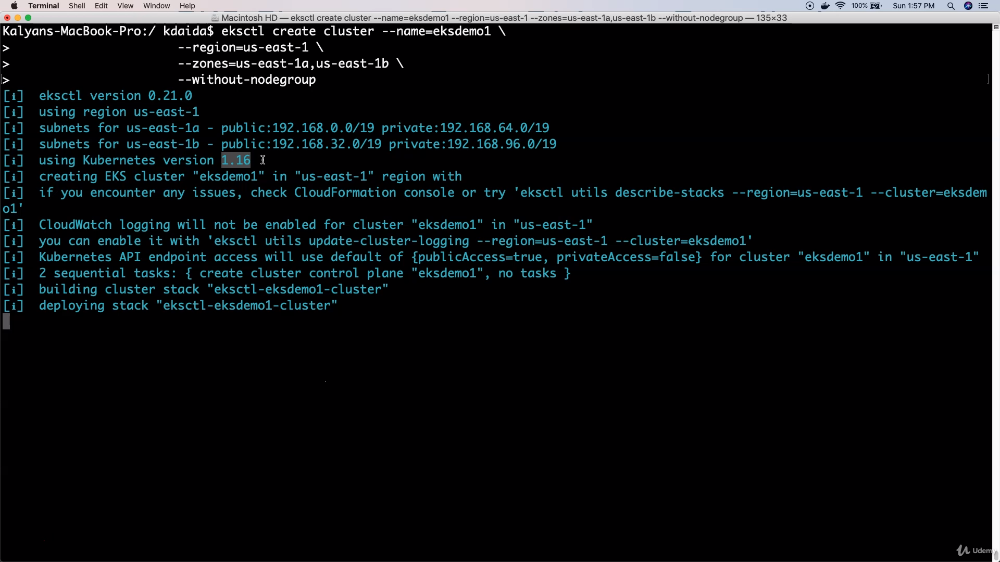 Terminal Shell Edit View Window Help 100% Sun 1:57 PM
Macintosh HD — eksctl create cluster --name=eksdemo1 --region=us-east-1 --zones=us-east-1a,us-east-1b --without-nodegroup — 135×33
Kalyans-MacBook-Pro:/ kdaida$ eksctl create cluster --name=eksdemo1 \
> --region=us-east-1 \
> --zones=us-east-1a,us-east-1b \
> --without-nodegroup
[i] eksctl version 0.21.0
[i] using region us-east-1
[i] subnets for us-east-1a - public:192.168.0.0/19 private:192.168.64.0/19
[i] subnets for us-east-1b - public:192.168.32.0/19 private:192.168.96.0/19
[i] using Kubernetes version 1.16
[i] creating EKS cluster "eksdemo1" in "us-east-1" region with
[i] if you encounter any issues, check CloudFormation console or try 'eksctl utils describe-stacks --region=us-east-1 --cluster=eksdem
o1'
[i] CloudWatch logging will not be enabled for cluster "eksdemo1" in "us-east-1"
[i] you can enable it with 'eksctl utils update-cluster-logging --region=us-east-1 --cluster=eksdemo1'
[i] Kubernetes API endpoint access will use default of {publicAccess=true, privateAccess=false} for cluster "eksdemo1" in "us-east-1"
[i] 2 sequential tasks: { create cluster control plane "eksdemo1", no tasks }
[i] building cluster stack "eksctl-eksdemo1-cluster"
[i] deploying stack "eksctl-eksdemo1-cluster"
Udemy